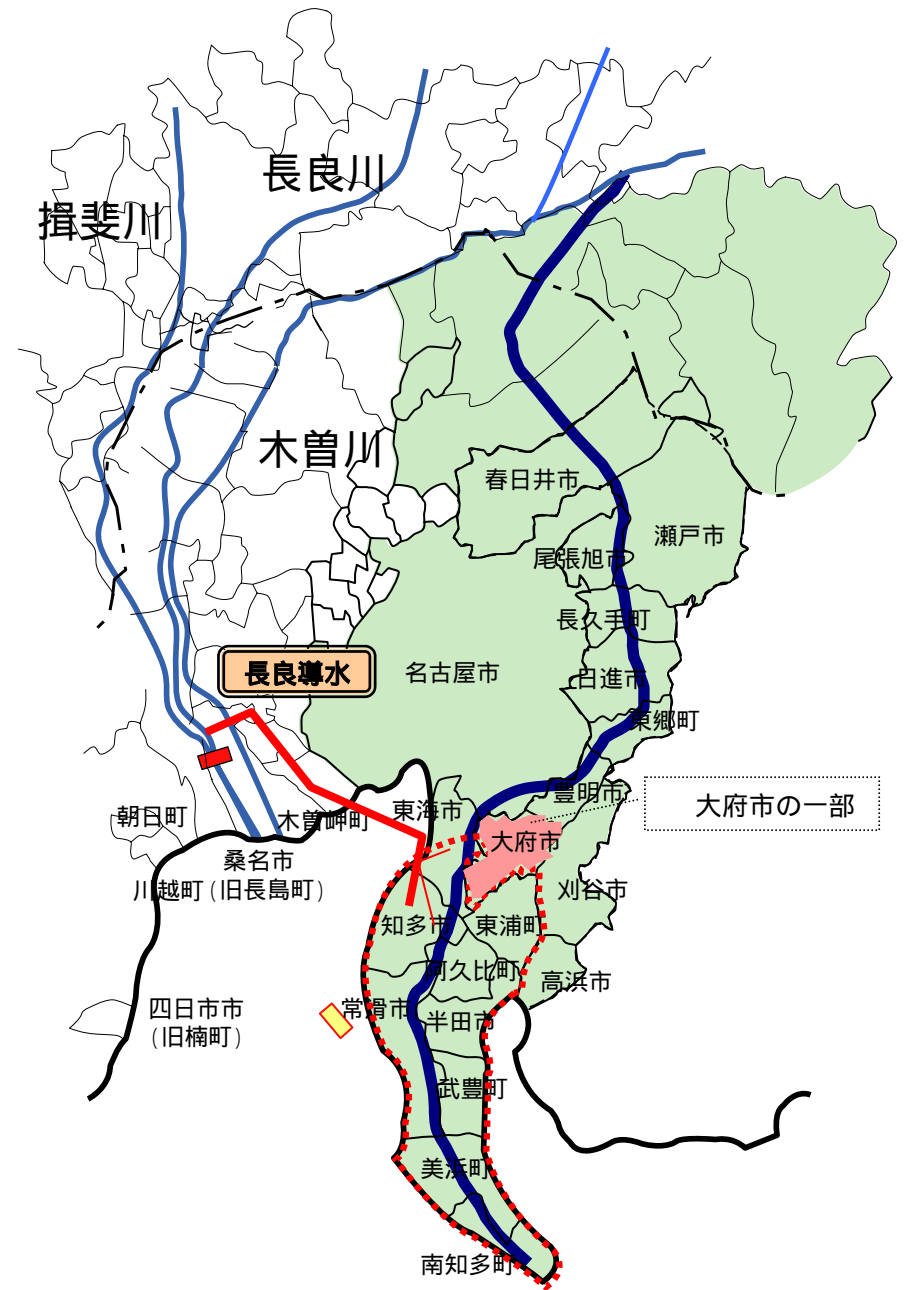 長良川
揖斐川
木曽川
春日井市
瀬戸市
尾張旭市
長久手町
長良導水
名古屋市
日進市
東郷町
豊明市
大府市の一部
朝日町
木曽岬町
東海市
大府市
桑名市
川越町
(旧長島町)
刈谷市
知多市
東浦町
阿久比町
高浜市
四日市市
(旧楠町)
常滑市
半田市
武豊町
美浜町
南知多町